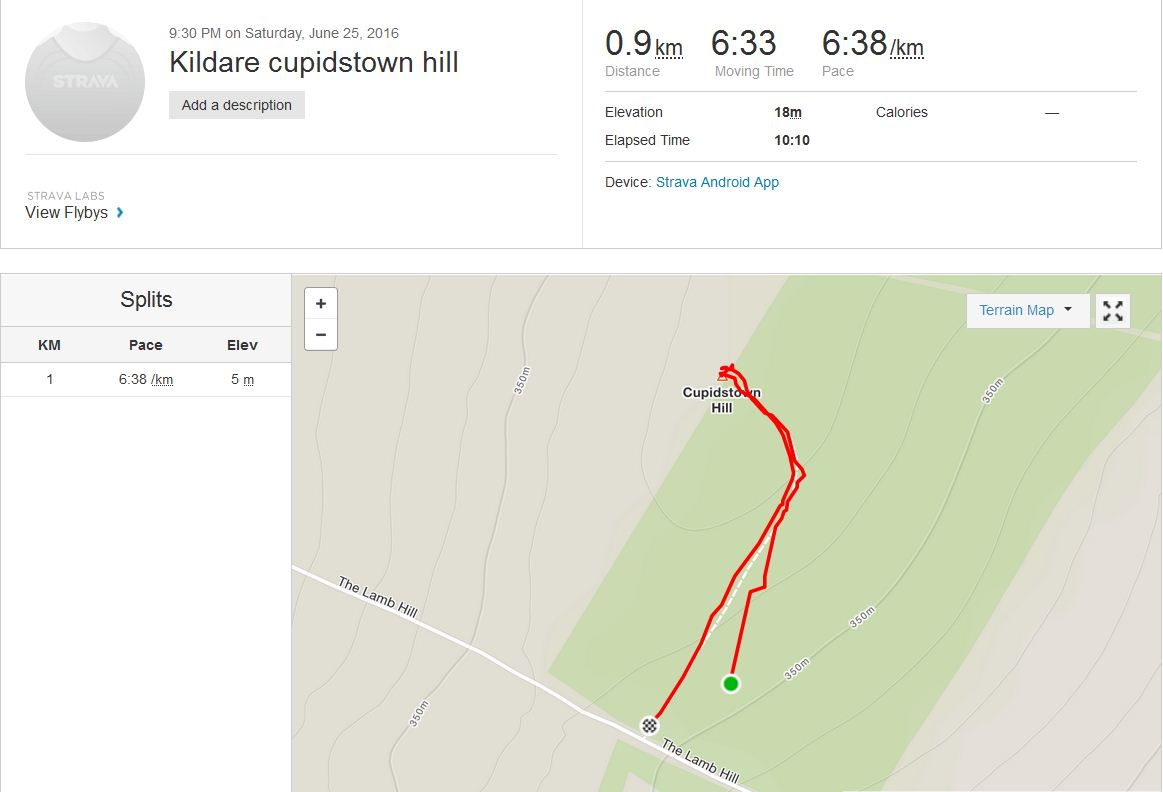 STRAVA
9:30 PM on Saturday, June 25, 2016
Kildare cupidstown hill
Add a description
STRAVA LABS
View Flybys
0.9 km 6:33 6:38 /km
Distance Moving Time Pace
Elevation 18m Calories —
Elapsed Time 10:10
Device: Strava Android App
Splits
KM Pace Elev
1 6:38 /km 5 m
+
−
Terrain Map
350m
350m
Cupidstown
Hill
The Lamb Hill
350m
350m
350m
The Lamb Hill